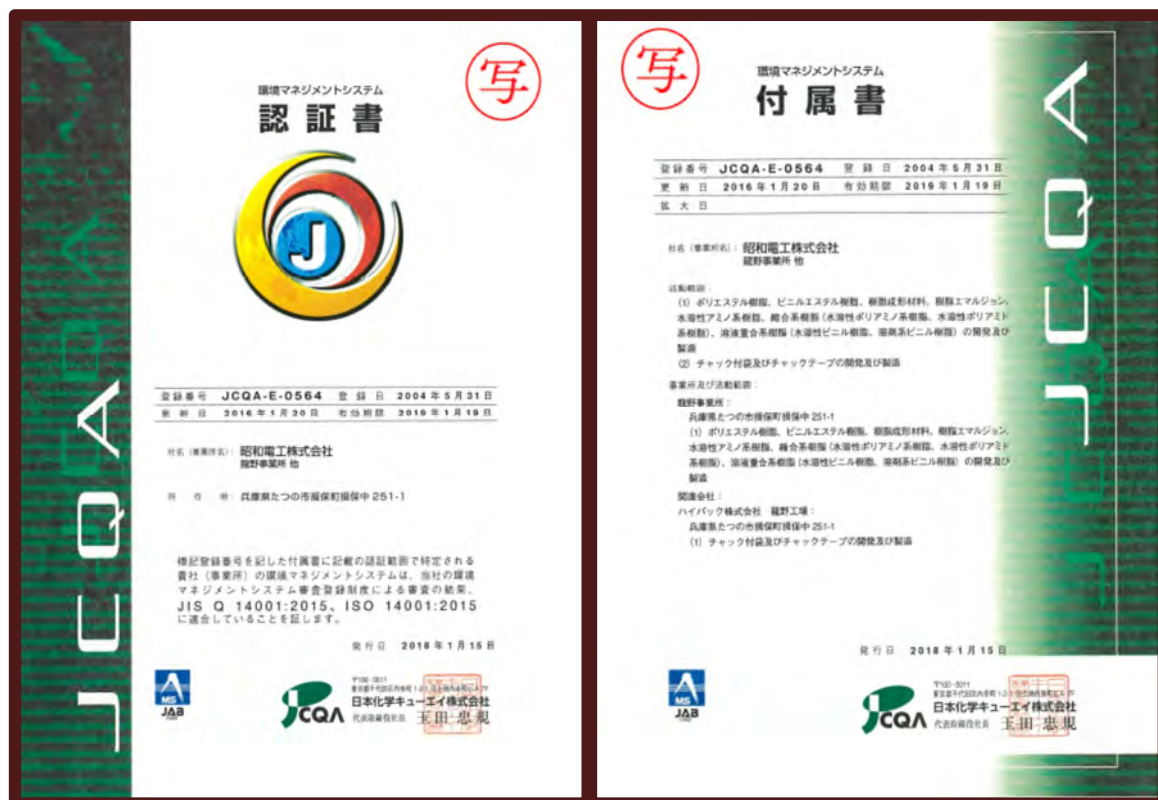 JCQA
写
環境マネジメントシステム
認証書
J
登録番号 JCQA-E-0564 登録日 2004年5月31日
更新日 2016年1月20日 有効期限 2019年1月19日
社名(事業所名): 昭和電工株式会社
龍野事業所 他
所在地: 兵庫県たつの市揖保町揖保中 251-1
標記登録番号を記した付属書に記載の認証範囲で特定される
貴社(事業所)の環境マネジメントシステムは、当社の環境
マネジメントシステム審査登録制度による審査の結果、
JIS Q 14001:2015、ISO 14001:2015
に適合していることを証します。
発行日 2018年1月15日
MS
JAB
JCQA
〒100-0011
東京都千代田区内幸町
日本化学キューエイ株式会社
代表取締役社長 玉田忠規
写
環境マネジメントシステム
付属書
登録番号 JCQA-E-0564 登録日 2004年5月31日
更新日 2016年1月20日 有効期限 2019年1月19日
拡大日
社名(事業所名): 昭和電工株式会社
龍野事業所 他
活動範囲:
(1) ポリエステル樹脂、ビニルエステル樹脂、樹脂成形材料、樹脂エマルジョン、
水溶性アミノ系樹脂、縮合系樹脂(水溶性ポリアミノ系樹脂、水溶性ポリアミド
系樹脂)、溶液重合系樹脂(水溶性ビニル樹脂、溶剤系ビニル樹脂)の開発及び
製造
(2) チャック付袋及びチャックテープの開発及び製造
事業所及び活動範囲:
龍野事業所:
兵庫県たつの市揖保町揖保中 251-1
(1) ポリエステル樹脂、ビニルエステル樹脂、樹脂成形材料、樹脂エマルジョン、
水溶性アミノ系樹脂、縮合系樹脂(水溶性ポリアミノ系樹脂、水溶性ポリアミド
系樹脂)、溶液重合系樹脂(水溶性ビニル樹脂、溶剤系ビニル樹脂)の開発及び
製造
関連会社:
ハイパック株式会社 龍野工場:
兵庫県たつの市揖保町揖保中 251-1
(1) チャック付袋及びチャックテープの開発及び製造
発行日 2018年1月15日
MS
JAB
JCQA
〒100-0011
東京都千代田区内幸町
日本化学キューエイ株式会社
代表取締役社長 玉田忠規
JCQA